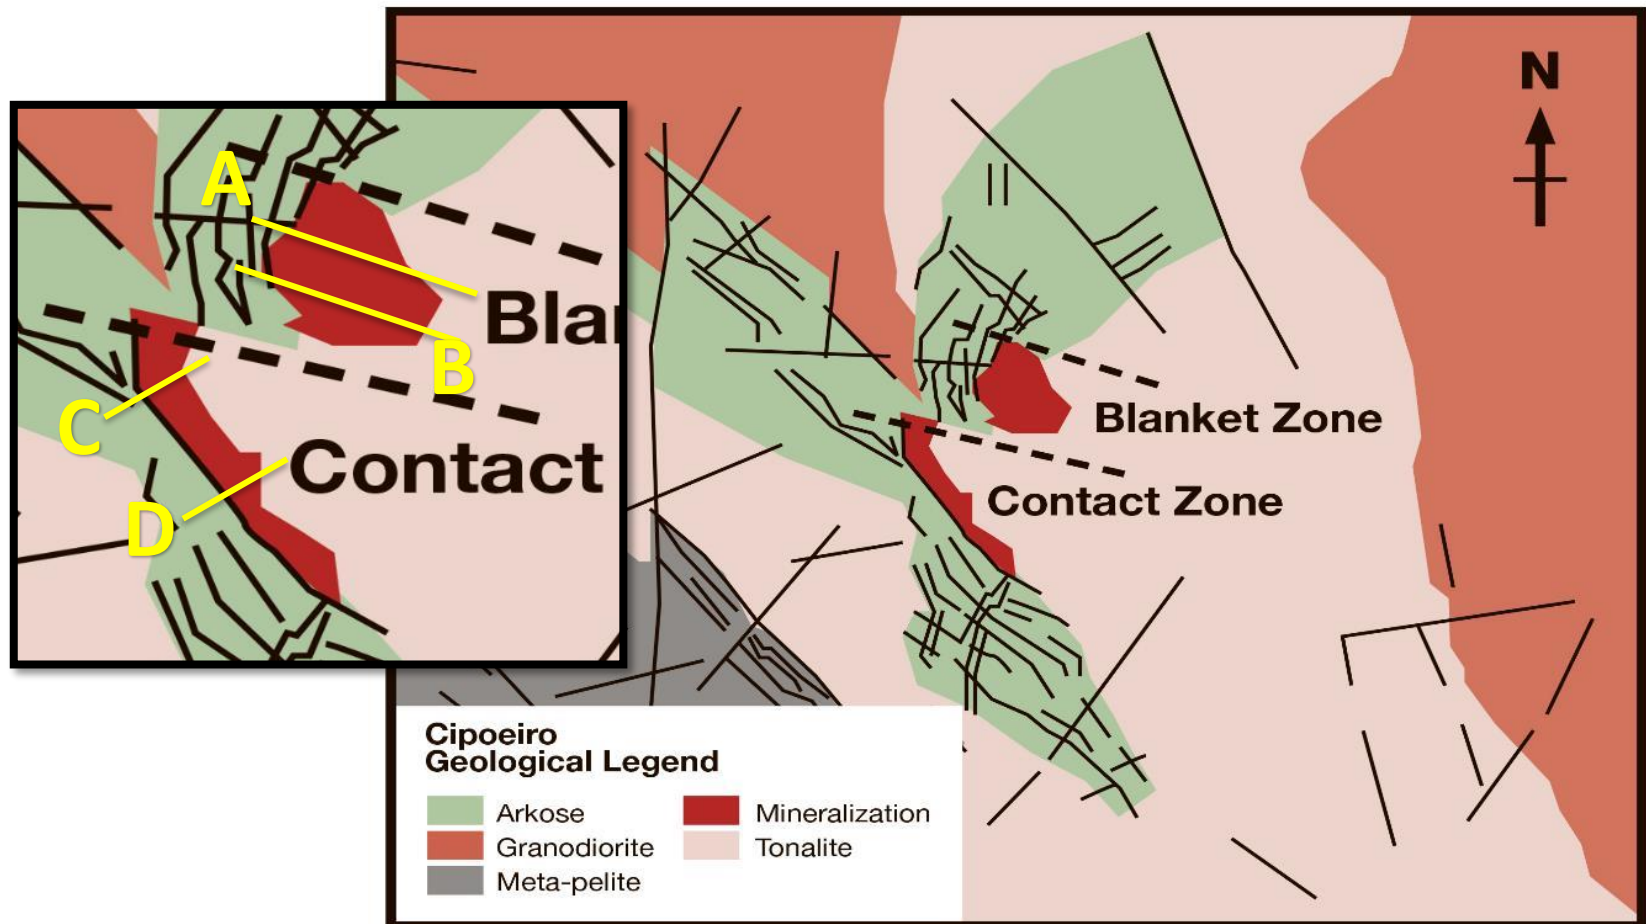 N
A
Bla
B
C
Contact
D
Blanket Zone
Contact Zone
Cipoeiro
Geological Legend
Arkose
Mineralization
Granodiorite
Tonalite
Meta-pelite